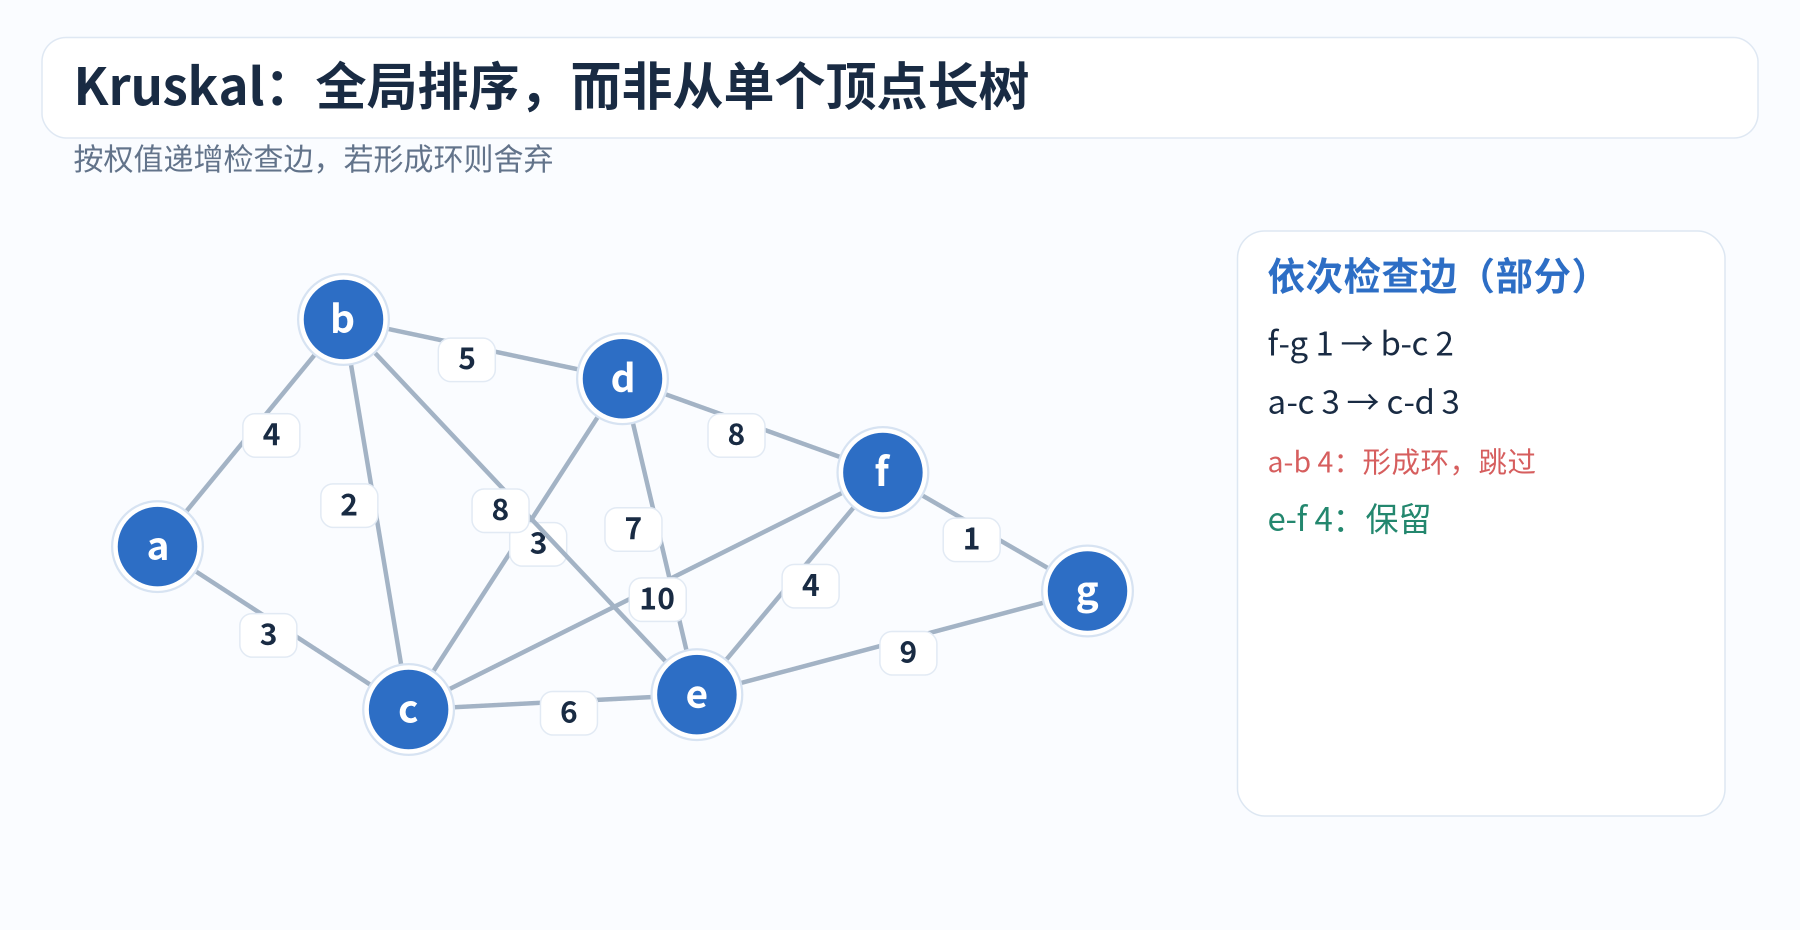 Kruskal：全局排序，而非从单个顶点长树
按权值递增检查边，若形成环则舍弃
依次检查边（部分）
f-g 1 → b-c 2
a-c 3 → c-d 3
a-b 4：形成环，跳过
e-f 4：保留
b
5
d
4
8
f
2
8
3
7
1
a
10
4
g
3
9
c
6
e